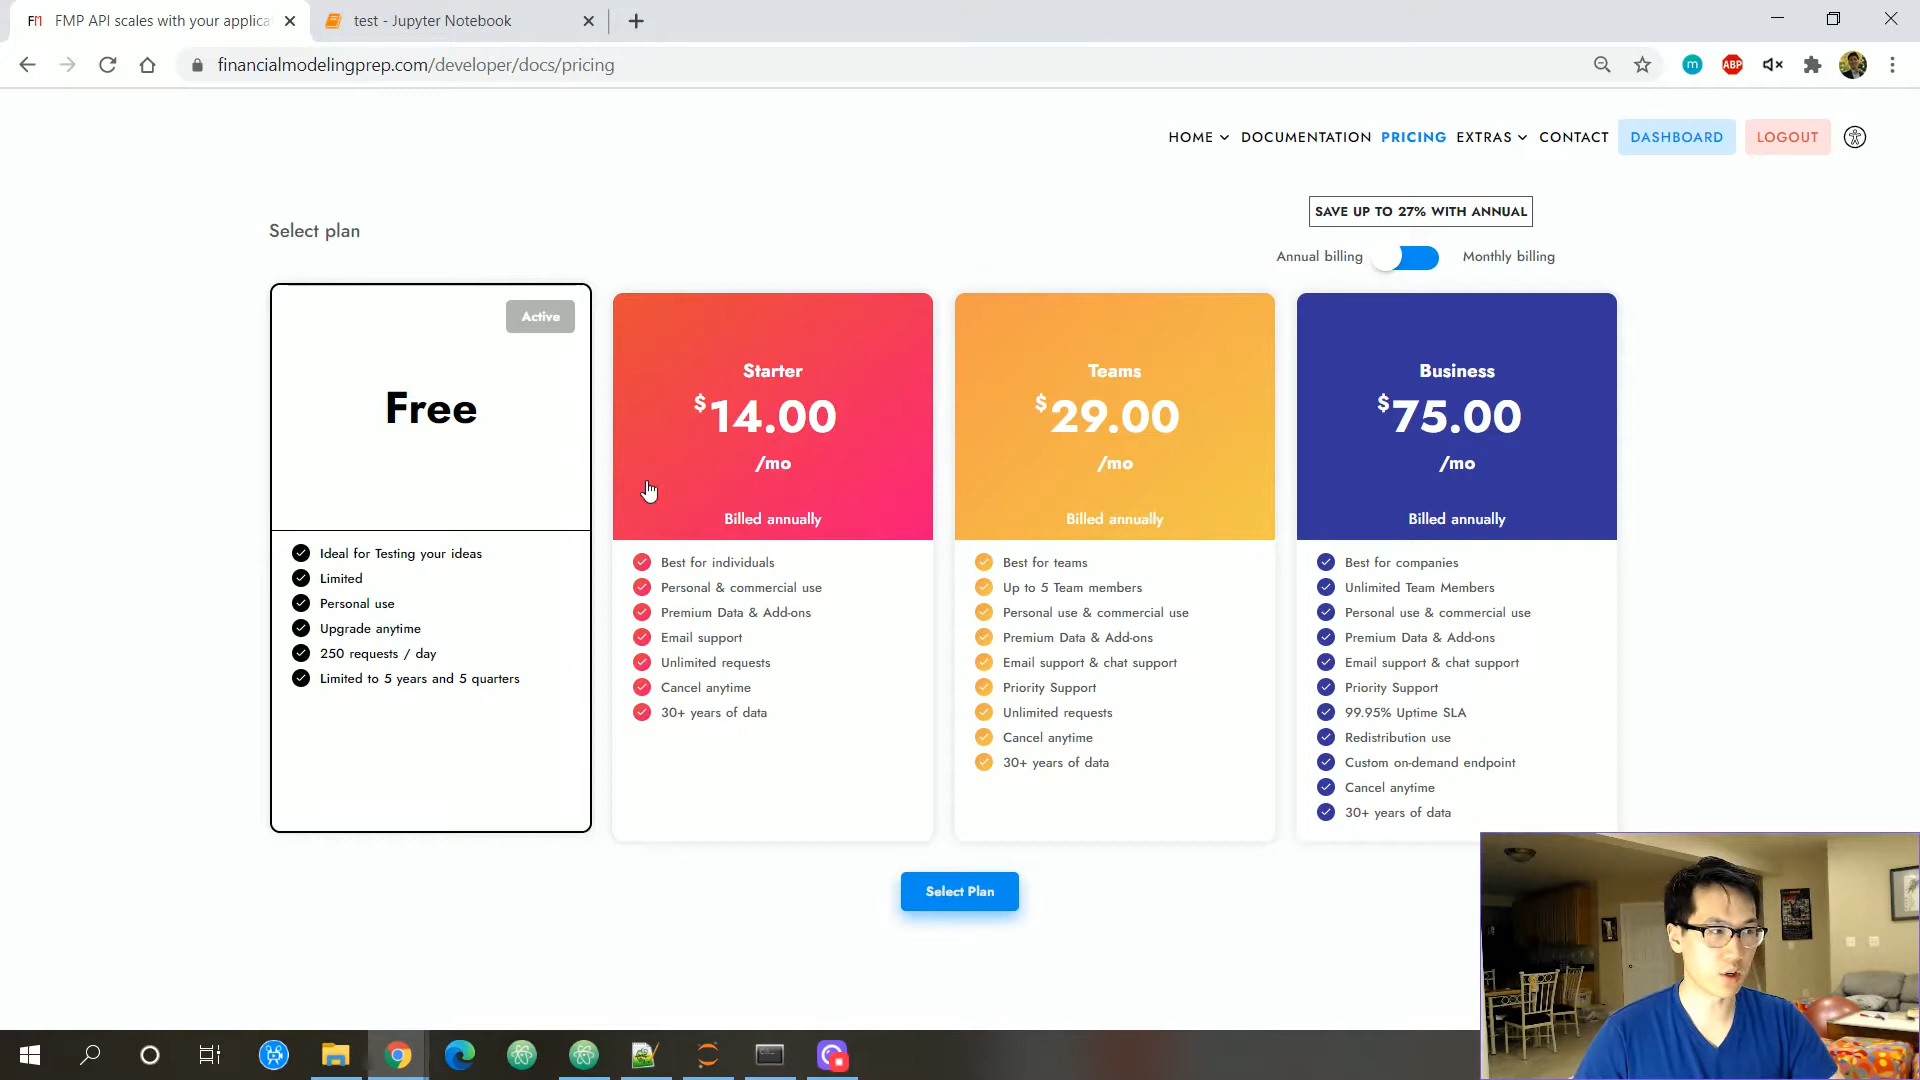 FM FMP API scales with your applica
test - Jupyter Notebook
financialmodelingprep.com/developer/docs/pricing
m
ABP
HOME DOCUMENTATION PRICING EXTRAS CONTACT DASHBOARD LOGOUT
SAVE UP TO 27% WITH ANNUAL
Select plan
Annual billing Monthly billing
Active
Free
Ideal for Testing your ideas
Limited
Personal use
Upgrade anytime
250 requests / day
Limited to 5 years and 5 quarters
Starter
$14.00
/mo
Billed annually
Best for individuals
Personal & commercial use
Premium Data & Add-ons
Email support
Unlimited requests
Cancel anytime
30+ years of data
Teams
$29.00
/mo
Billed annually
Best for teams
Up to 5 Team members
Personal use & commercial use
Premium Data & Add-ons
Email support & chat support
Priority Support
Unlimited requests
Cancel anytime
30+ years of data
Business
$75.00
/mo
Billed annually
Best for companies
Unlimited Team Members
Personal use & commercial use
Premium Data & Add-ons
Email support & chat support
Priority Support
99.95% Uptime SLA
Redistribution use
Custom on-demand endpoint
Cancel anytime
30+ years of data
Select Plan